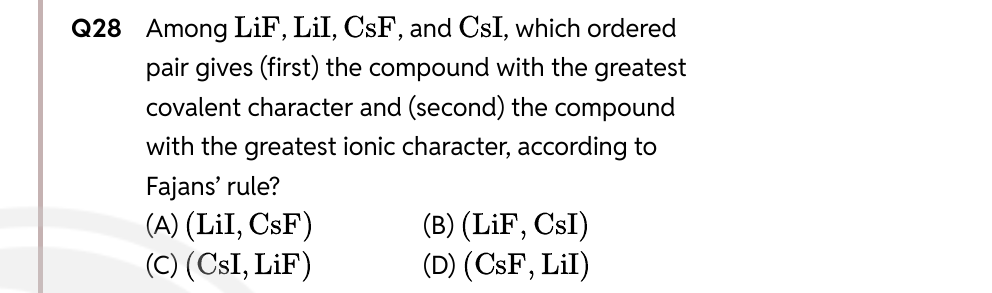 Q28 Among LiF, LiI, CsF, and CsI, which ordered
pair gives (first) the compound with the greatest
covalent character and (second) the compound
with the greatest ionic character, according to
Fajans’ rule?
(A) (LiI, CsF) (B) (LiF, CsI)
(C) (CsI, LiF) (D) (CsF, LiI)